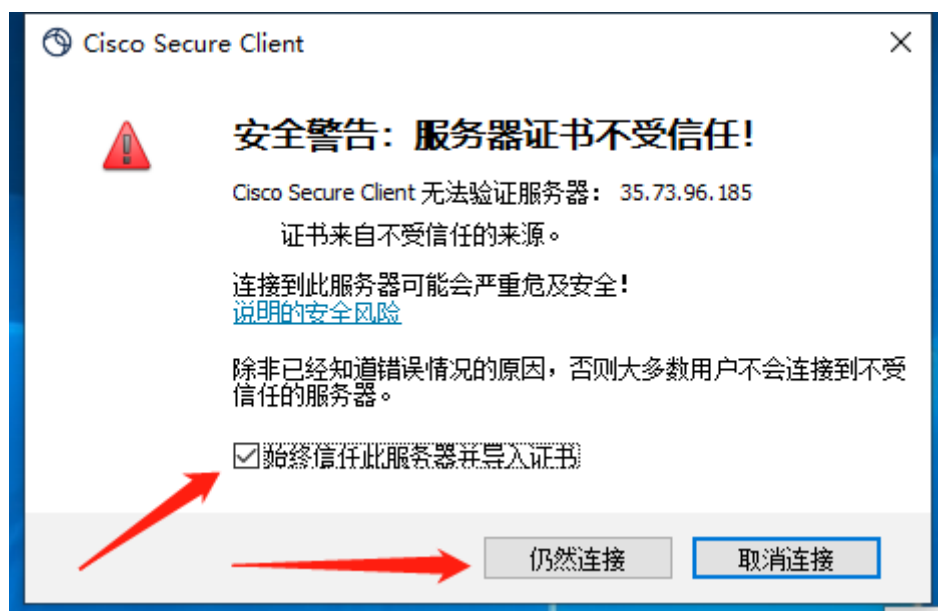 Cisco Secure Client
安全警告：服务器证书不受信任！
Cisco Secure Client 无法验证服务器： 35.73.96.185
证书来自不受信任的来源。
连接到此服务器可能会严重危及安全！
说明的安全风险
除非已经知道错误情况的原因，否则大多数用户不会连接到不受
信任的服务器。
始终信任此服务器并导入证书
仍然连接
取消连接